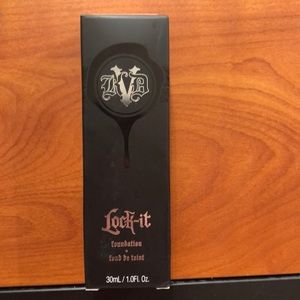 KVD
Lock-it
foundation
•
fond de teint
30mL / 1.0Fl. Oz.